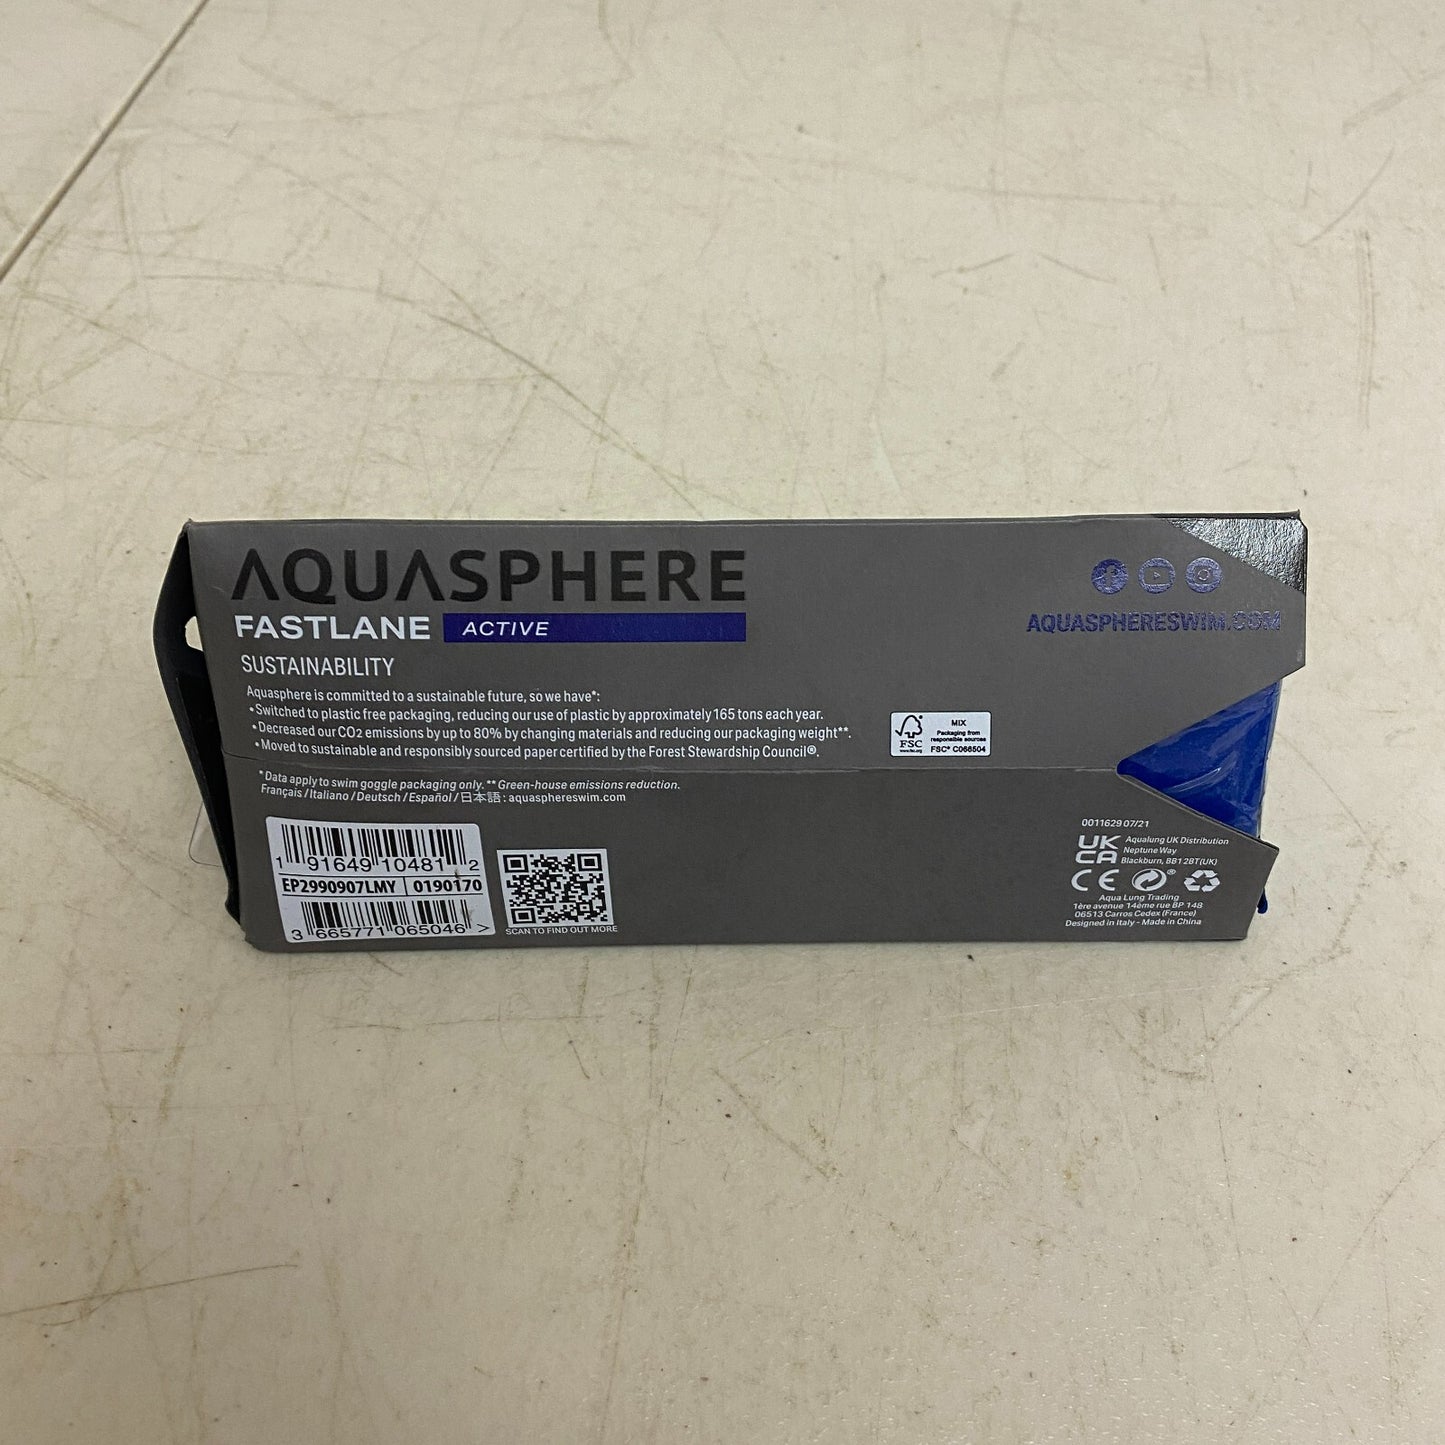 AQUASPHERE
FASTLANE ACTIVE
AQUASPHERESWIM.COM
SUSTAINABILITY
Aquasphere is committed to a sustainable future, so we have*:
•Switched to plastic free packaging, reducing our use of plastic by approximately 165 tons each year.
•Decreased our CO2 emissions by up to 80% by changing materials and reducing our packaging weight**.
•Moved to sustainable and responsibly sourced paper certified by the Forest Stewardship Council®.
FSC
www.fsc.org
MIX
Packaging from
responsible sources
FSC® C068504
*Data apply to swim goggle packaging only. **Green-house emissions reduction.
Français/Italiano/Deutsch/Español/日本語: aquasphereswim.com
1 91649 10481 2
EP2990907LMY 0190170
3 665771 065046 >
SCAN TO FIND OUT MORE
0011629 07/21
UK
CA
Aqualung UK Distribution
Neptune Way
Blackburn, BB1 2BT(UK)
CE
Aqua Lung Trading
1ère avenue 14ème rue BP 148
06513 Carros Cedex (France)
Designed in Italy - Made in China